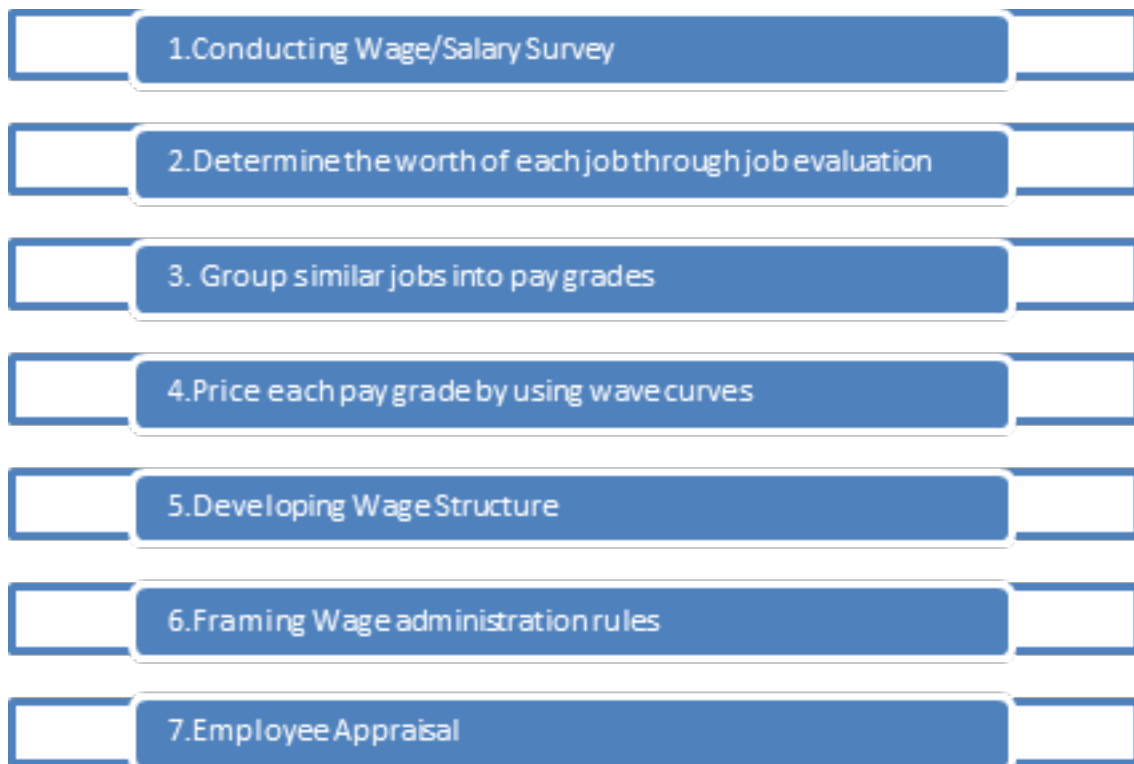 1.Conducting Wage/Salary Survey
2.Determine the worth of each job through job evaluation
3. Group similar jobs into pay grades
4.Price each pay grade by using wave curves
5.Developing Wage Structure
6.Framing Wage administration rules
7.Employee Appraisal